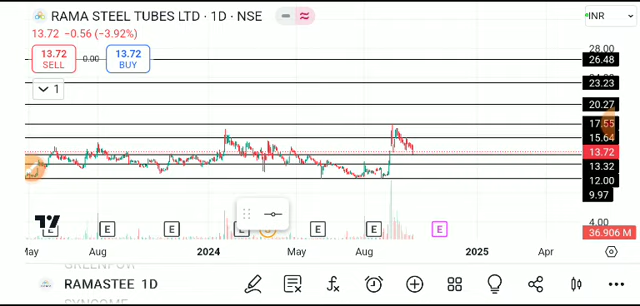 RAMA STEEL TUBES LTD · 1D · NSE
INR
13.72 −0.56 (−3.92%)
13.72
SELL
0.00
13.72
BUY
1
28.00
26.48
23.23
20.27
17.55
15.64
13.72
13.32
12.00
9.97
4.00
36.906 M
E E E E E E E
May Aug 2024 May Aug 2025 Apr
RAMASTEE 1D